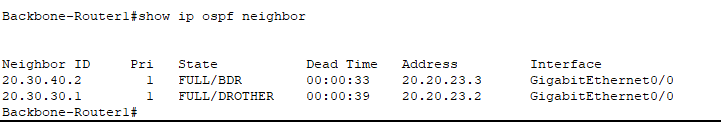 Backbone-Router1#show ip ospf neighbor
Neighbor ID     Pri   State           Dead Time   Address         Interface
20.30.40.2        1   FULL/BDR        00:00:33    20.20.23.3      GigabitEthernet0/0
20.30.30.1        1   FULL/DROTHER    00:00:39    20.20.23.2      GigabitEthernet0/0
Backbone-Router1#